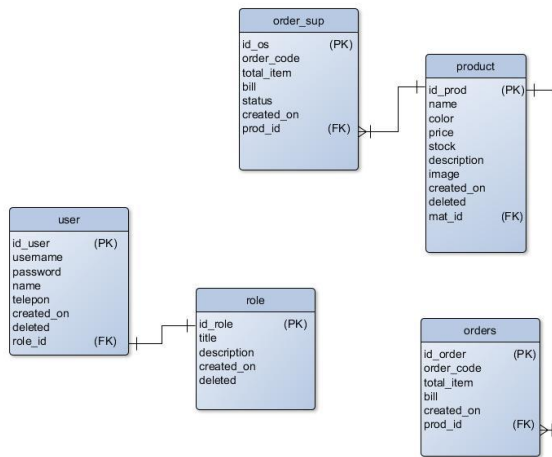 order_sup
id_os (PK)
order_code
total_item
bill
status
created_on
prod_id (FK)
product
id_prod (PK)
name
color
price
stock
description
image
created_on
deleted
mat_id (FK)
user
id_user (PK)
username
password
name
telepon
created_on
deleted
role_id (FK)
role
id_role (PK)
title
description
created_on
deleted
orders
id_order (PK)
order_code
total_item
bill
created_on
prod_id (FK)